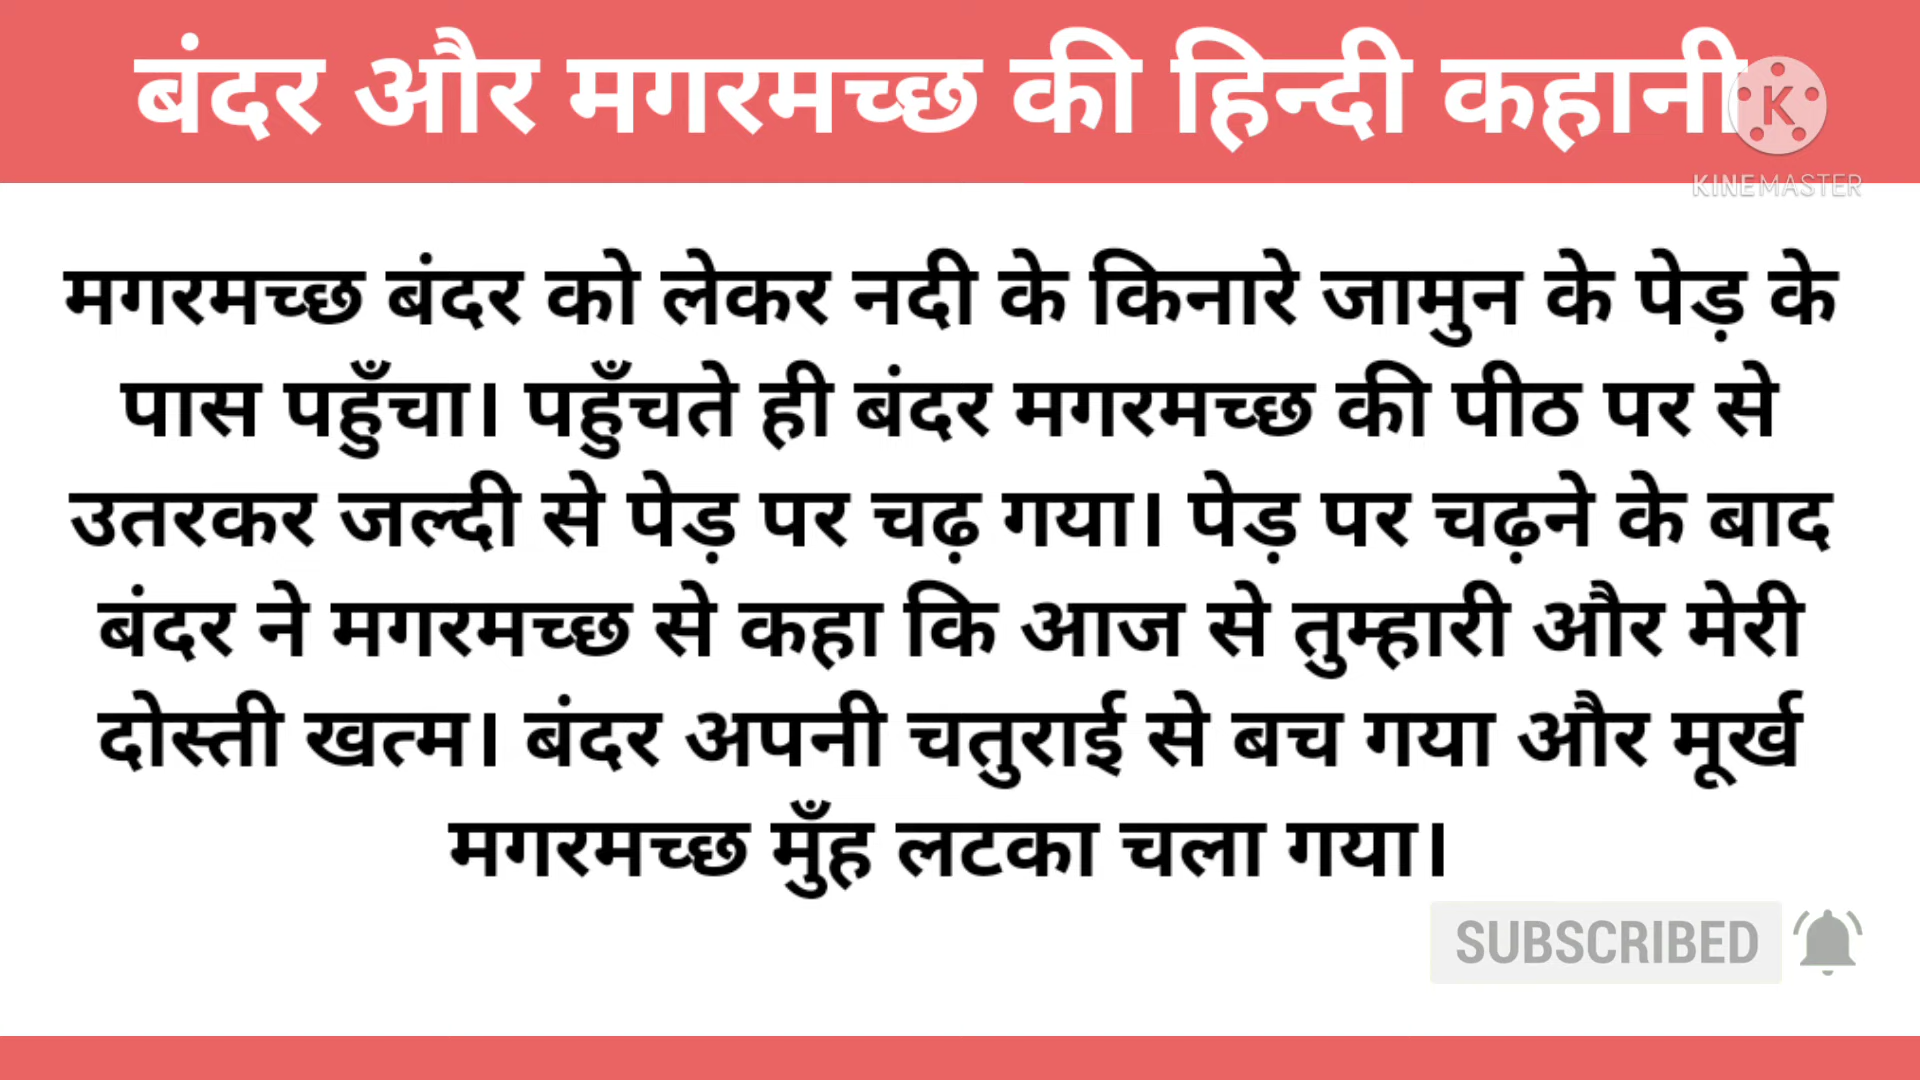 बंदर और मगरमच्छ की हिन्दी कहानी
K
KINEMASTER
मगरमच्छ बंदर को लेकर नदी के किनारे जामुन के पेड़ के
पास पहुँचा। पहुँचते ही बंदर मगरमच्छ की पीठ पर से
उतरकर जल्दी से पेड़ पर चढ़ गया। पेड़ पर चढ़ने के बाद
बंदर ने मगरमच्छ से कहा कि आज से तुम्हारी और मेरी
दोस्ती खत्म। बंदर अपनी चतुराई से बच गया और मूर्ख
मगरमच्छ मुँह लटका चला गया।
SUBSCRIBED